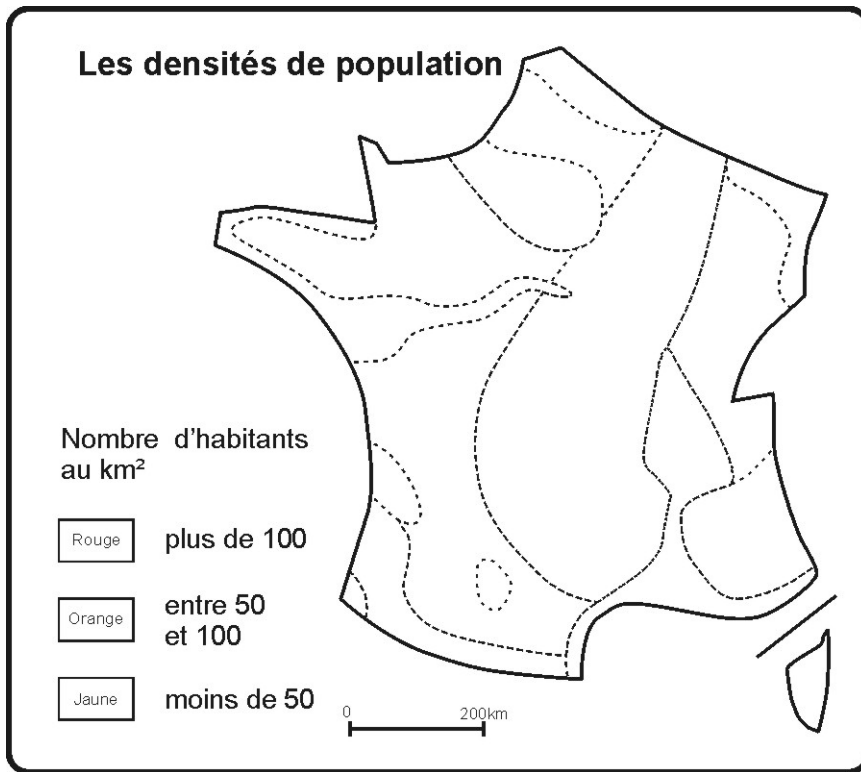 Les densités de population
Nombre d'habitants
au km²
Rouge plus de 100
Orange entre 50
et 100
Jaune moins de 50
0 200km